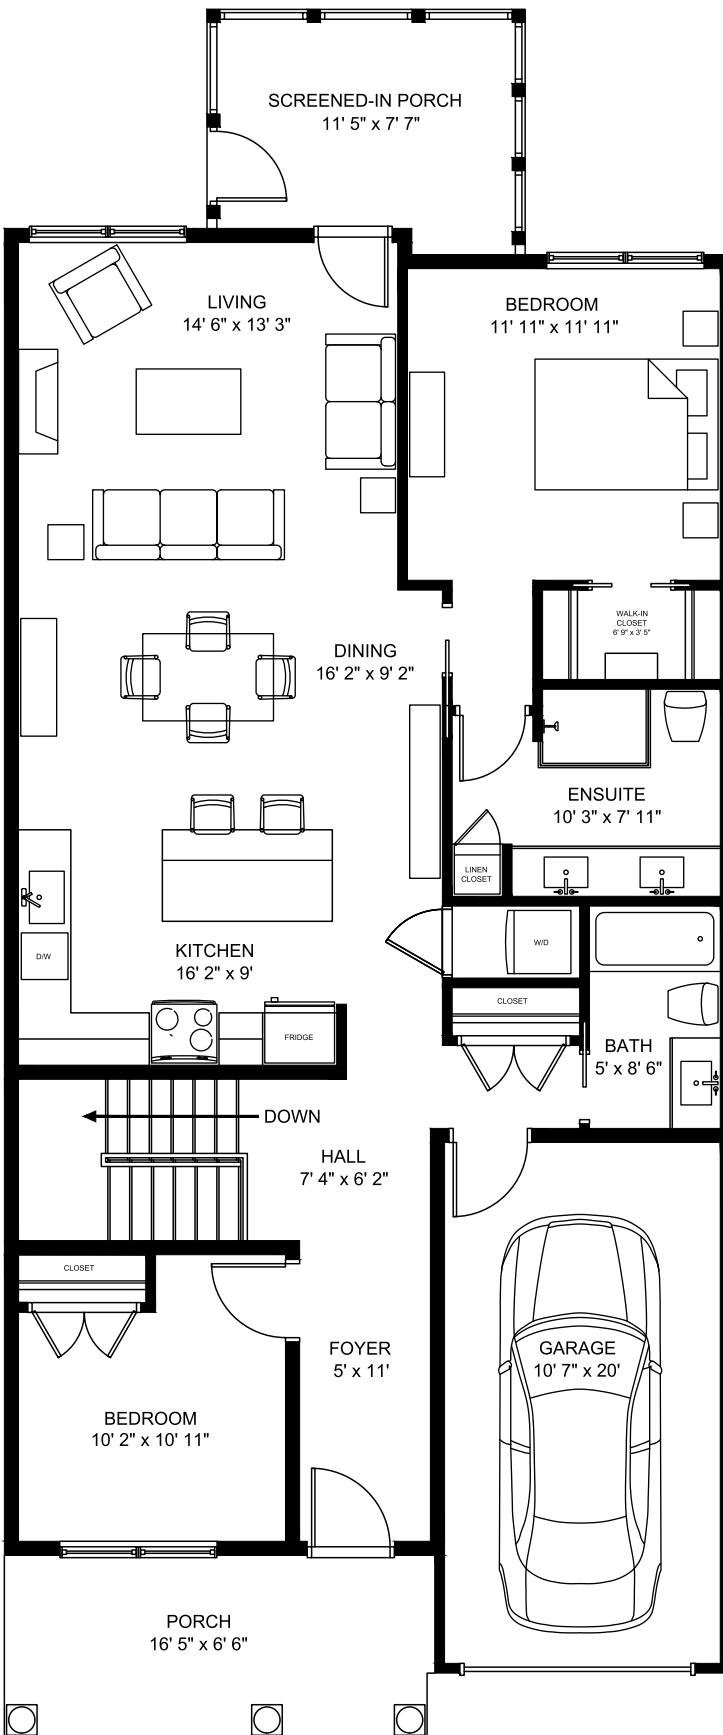 SCREENED-IN PORCH
11' 5" x 7' 7"
LIVING
14' 6" x 13' 3"
BEDROOM
11' 11" x 11' 11"
WALK-IN
CLOSET
6' 9" x 3' 5"
DINING
16' 2" x 9' 2"
ENSUITE
10' 3" x 7' 11"
LINEN
CLOSET
KITCHEN
16' 2" x 9'
D/W
W/D
FRIDGE
CLOSET
BATH
5' x 8' 6"
DOWN
HALL
7' 4" x 6' 2"
CLOSET
FOYER
5' x 11'
GARAGE
10' 7" x 20'
BEDROOM
10' 2" x 10' 11"
PORCH
16' 5" x 6' 6"